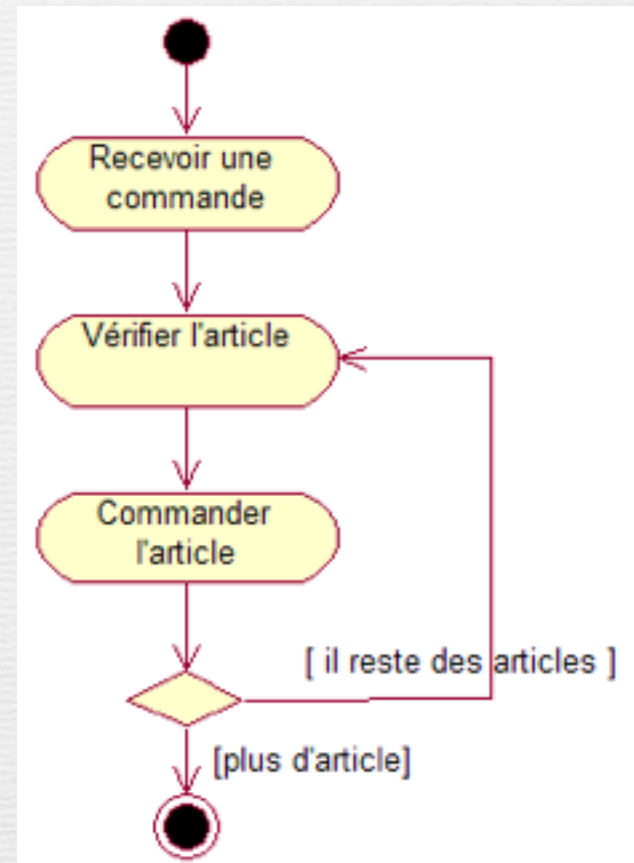 Recevoir une
commande
Vérifier l'article
Commander
l'article
[ il reste des articles ]
[plus d'article]